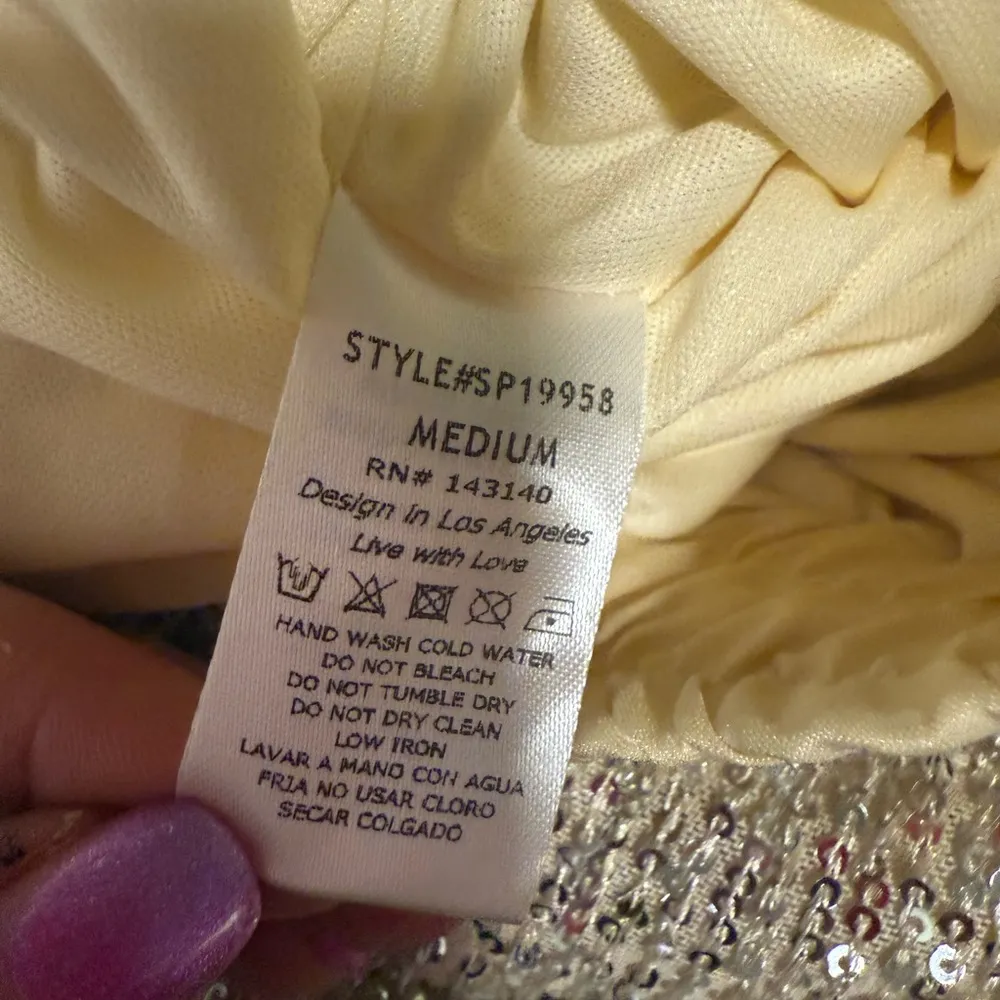 STYLE#SP19958
MEDIUM
RN# 143140
Design in Los Angeles
Live with Love
HAND WASH COLD WATER
DO NOT BLEACH
DO NOT TUMBLE DRY
DO NOT DRY CLEAN
LOW IRON
LAVAR A MANO CON AGUA
FRIA NO USAR CLORO
SECAR COLGADO